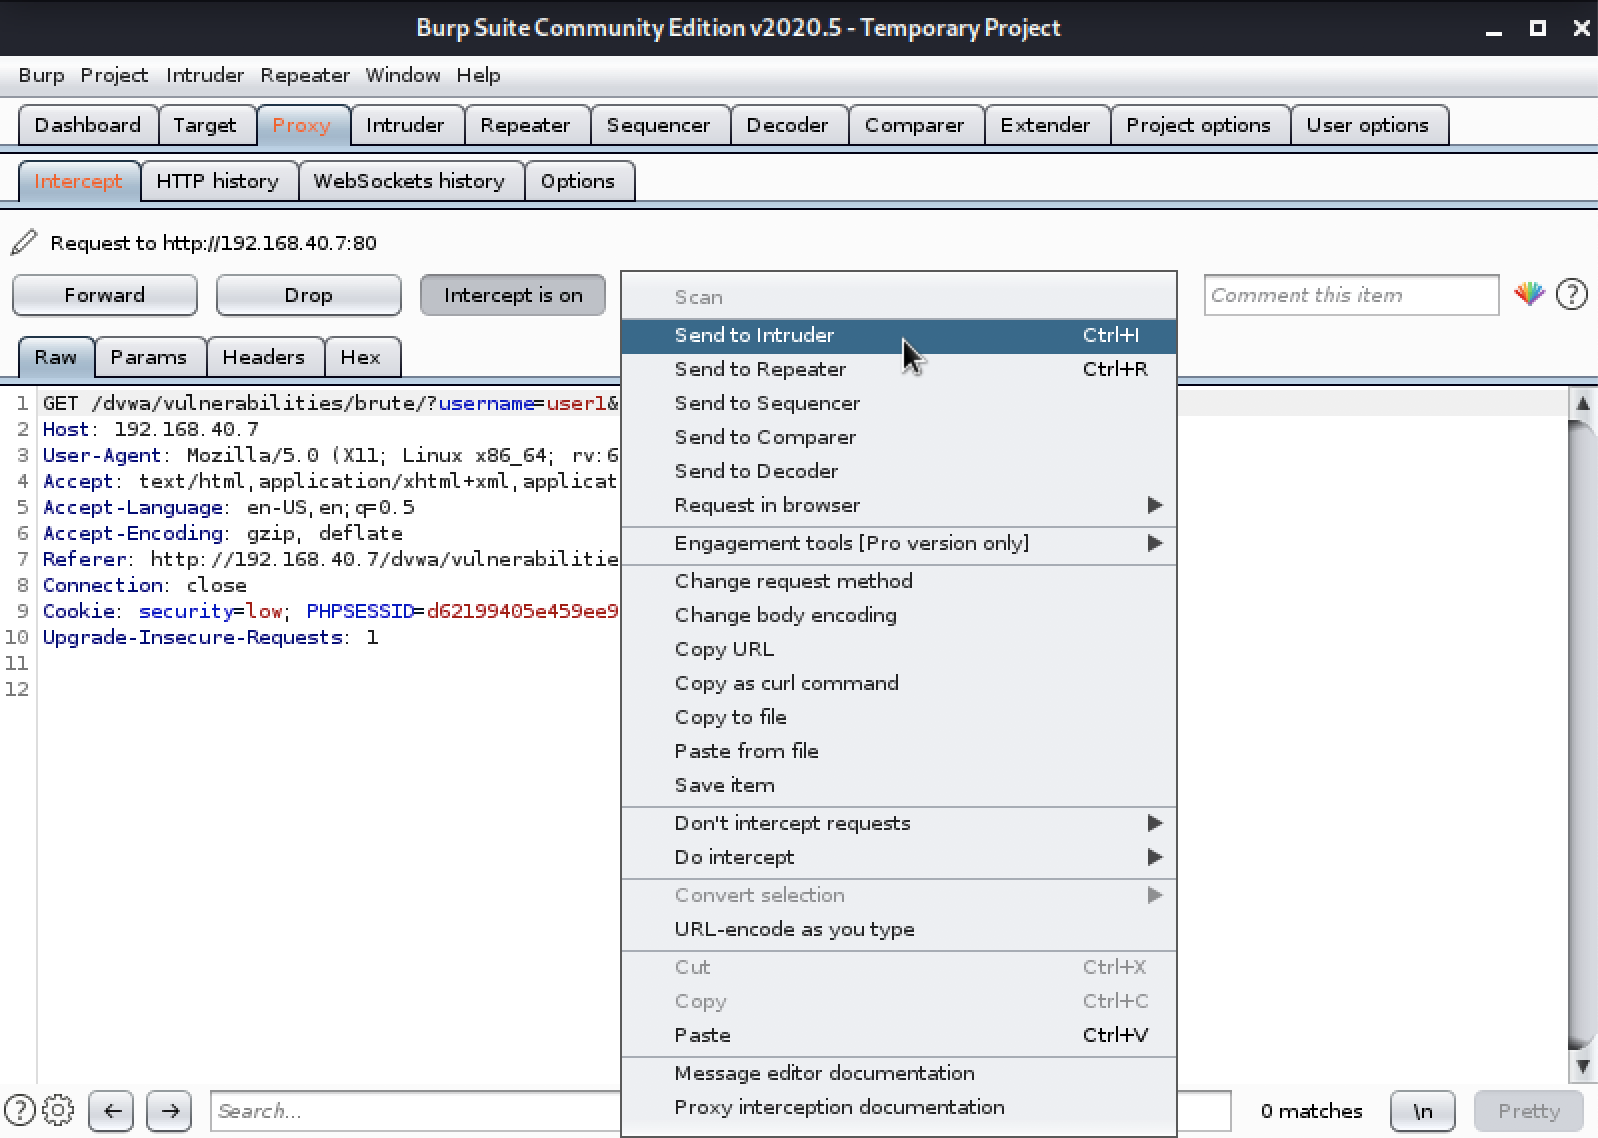 Burp Suite Community Edition v2020.5 - Temporary Project
Burp Project Intruder Repeater Window Help
Dashboard Target Proxy Intruder Repeater Sequencer Decoder Comparer Extender Project options User options
Intercept HTTP history WebSockets history Options
Request to http://192.168.40.7:80
Forward Drop Intercept is on Comment this item
Raw Params Headers Hex
1 GET /dvwa/vulnerabilities/brute/?username=user1&
2 Host: 192.168.40.7
3 User-Agent: Mozilla/5.0 (X11; Linux x86_64; rv:6
4 Accept: text/html,application/xhtml+xml,applicat
5 Accept-Language: en-US,en;q=0.5
6 Accept-Encoding: gzip, deflate
7 Referer: http://192.168.40.7/dvwa/vulnerabilitie
8 Connection: close
9 Cookie: security=low; PHPSESSID=d62199405e459ee9
10 Upgrade-Insecure-Requests: 1
11
12
Scan
Send to Intruder Ctrl+I
Send to Repeater Ctrl+R
Send to Sequencer
Send to Comparer
Send to Decoder
Request in browser
Engagement tools [Pro version only]
Change request method
Change body encoding
Copy URL
Copy as curl command
Copy to file
Paste from file
Save item
Don't intercept requests
Do intercept
Convert selection
URL-encode as you type
Cut Ctrl+X
Copy Ctrl+C
Paste Ctrl+V
Message editor documentation
Proxy interception documentation
Search... 0 matches \n Pretty